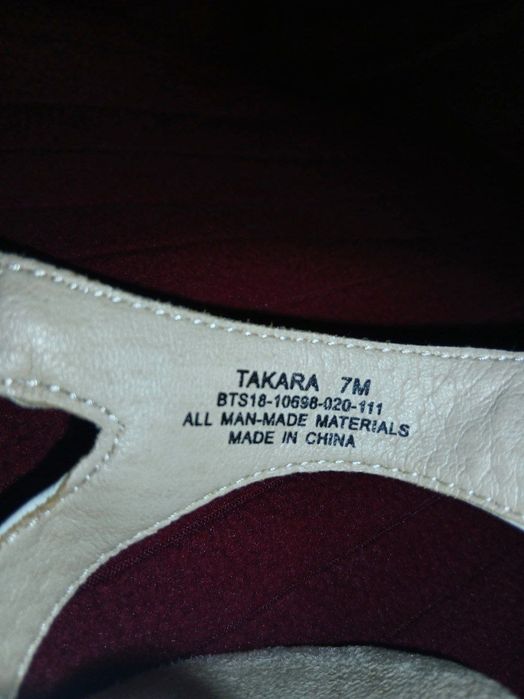 TAKARA 7M
BTS18-10698-020-111
ALL MAN-MADE MATERIALS
MADE IN CHINA